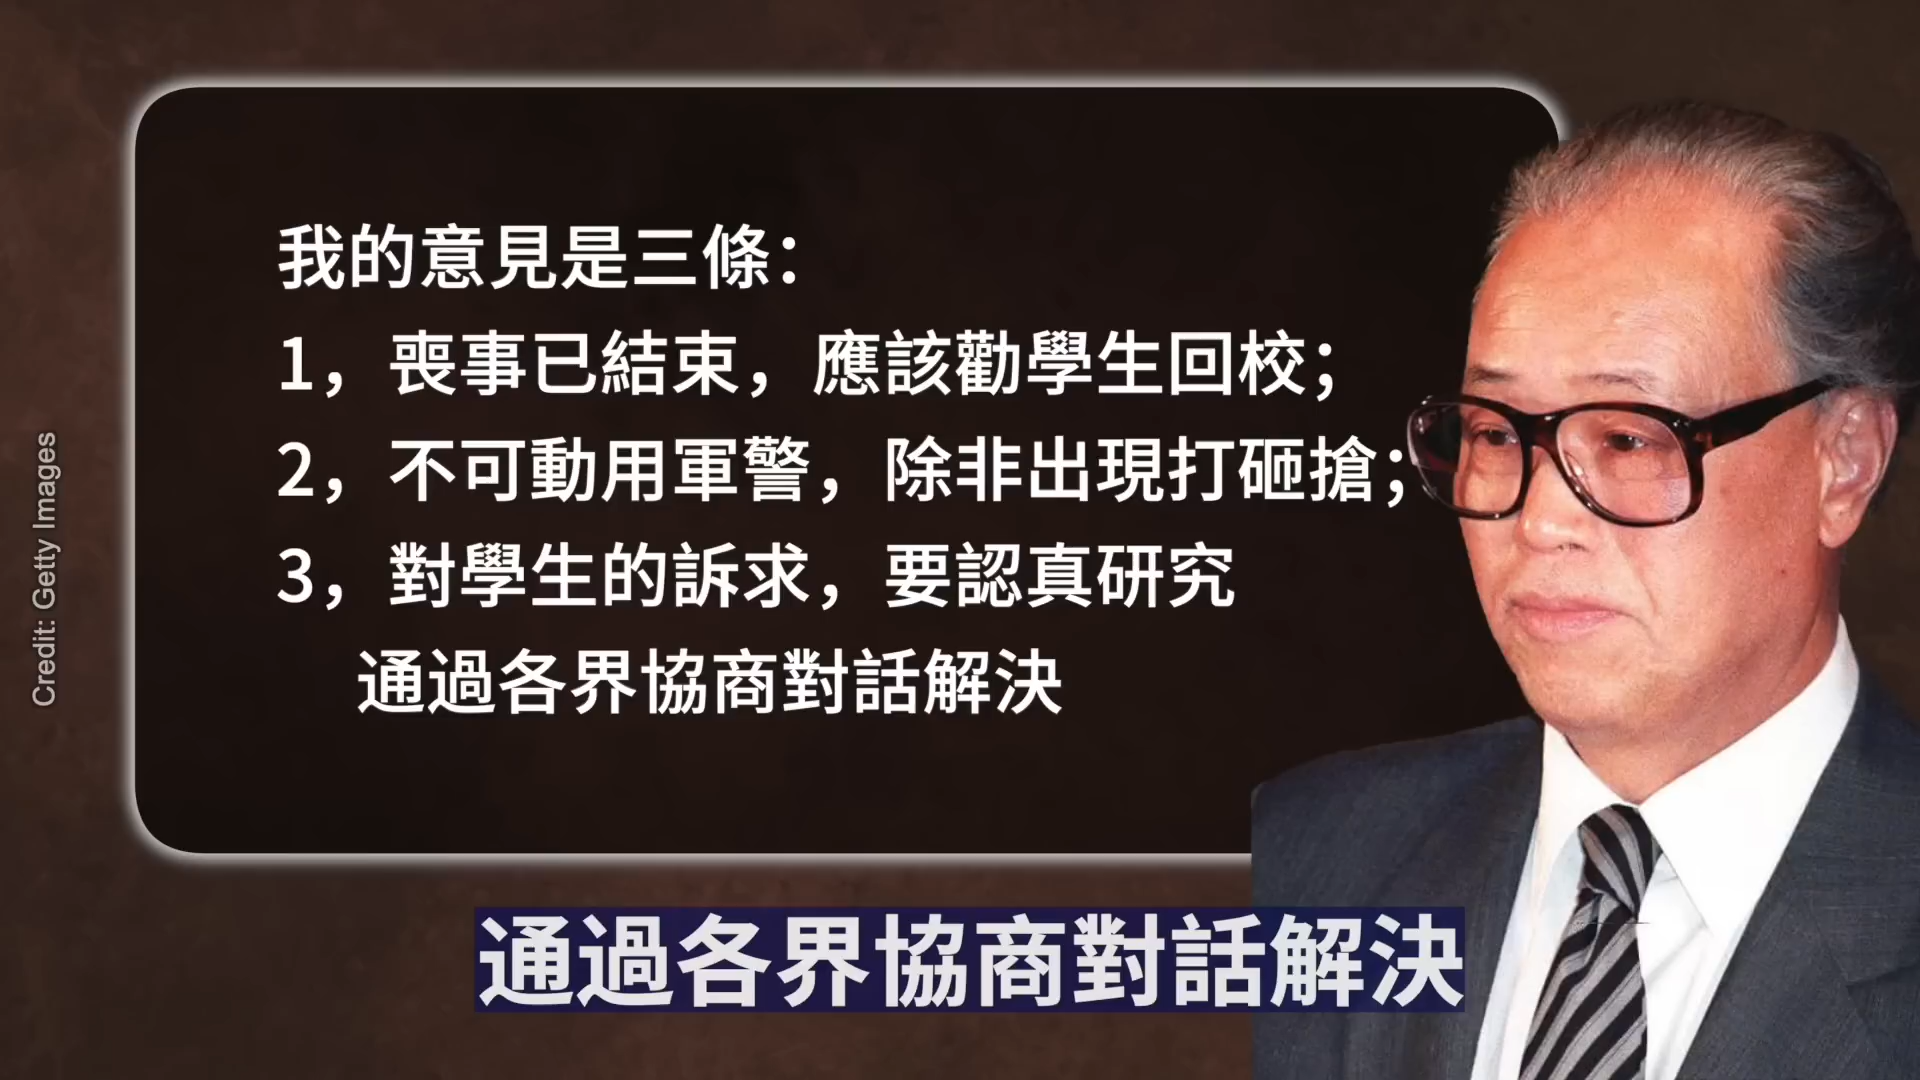 我的意見是三條：
1，喪事已結束，應該勸學生回校；
2，不可動用軍警，除非出現打砸搶；
3，對學生的訴求，要認真研究
通過各界協商對話解決
Credit: Getty Images
通過各界協商對話解決